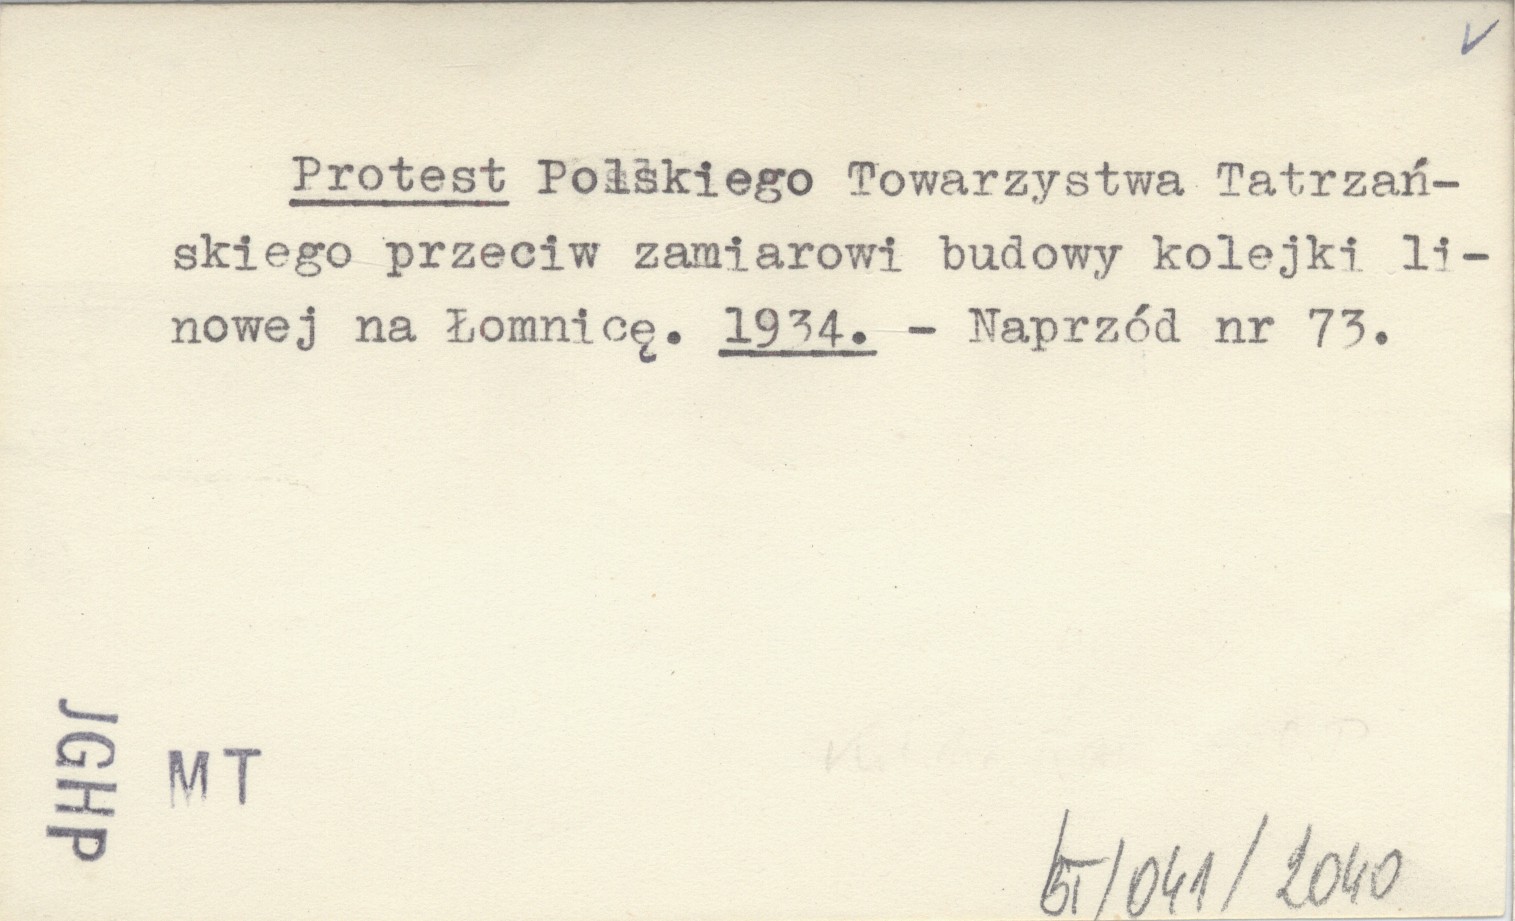 Protest Polskiego Towarzystwa Tatrzań-
skiego przeciw zamiarowi budowy kolejki li-
nowej na Łomnicę. 1934. - Naprzód nr 73.
JGHP
MT
/041/2040